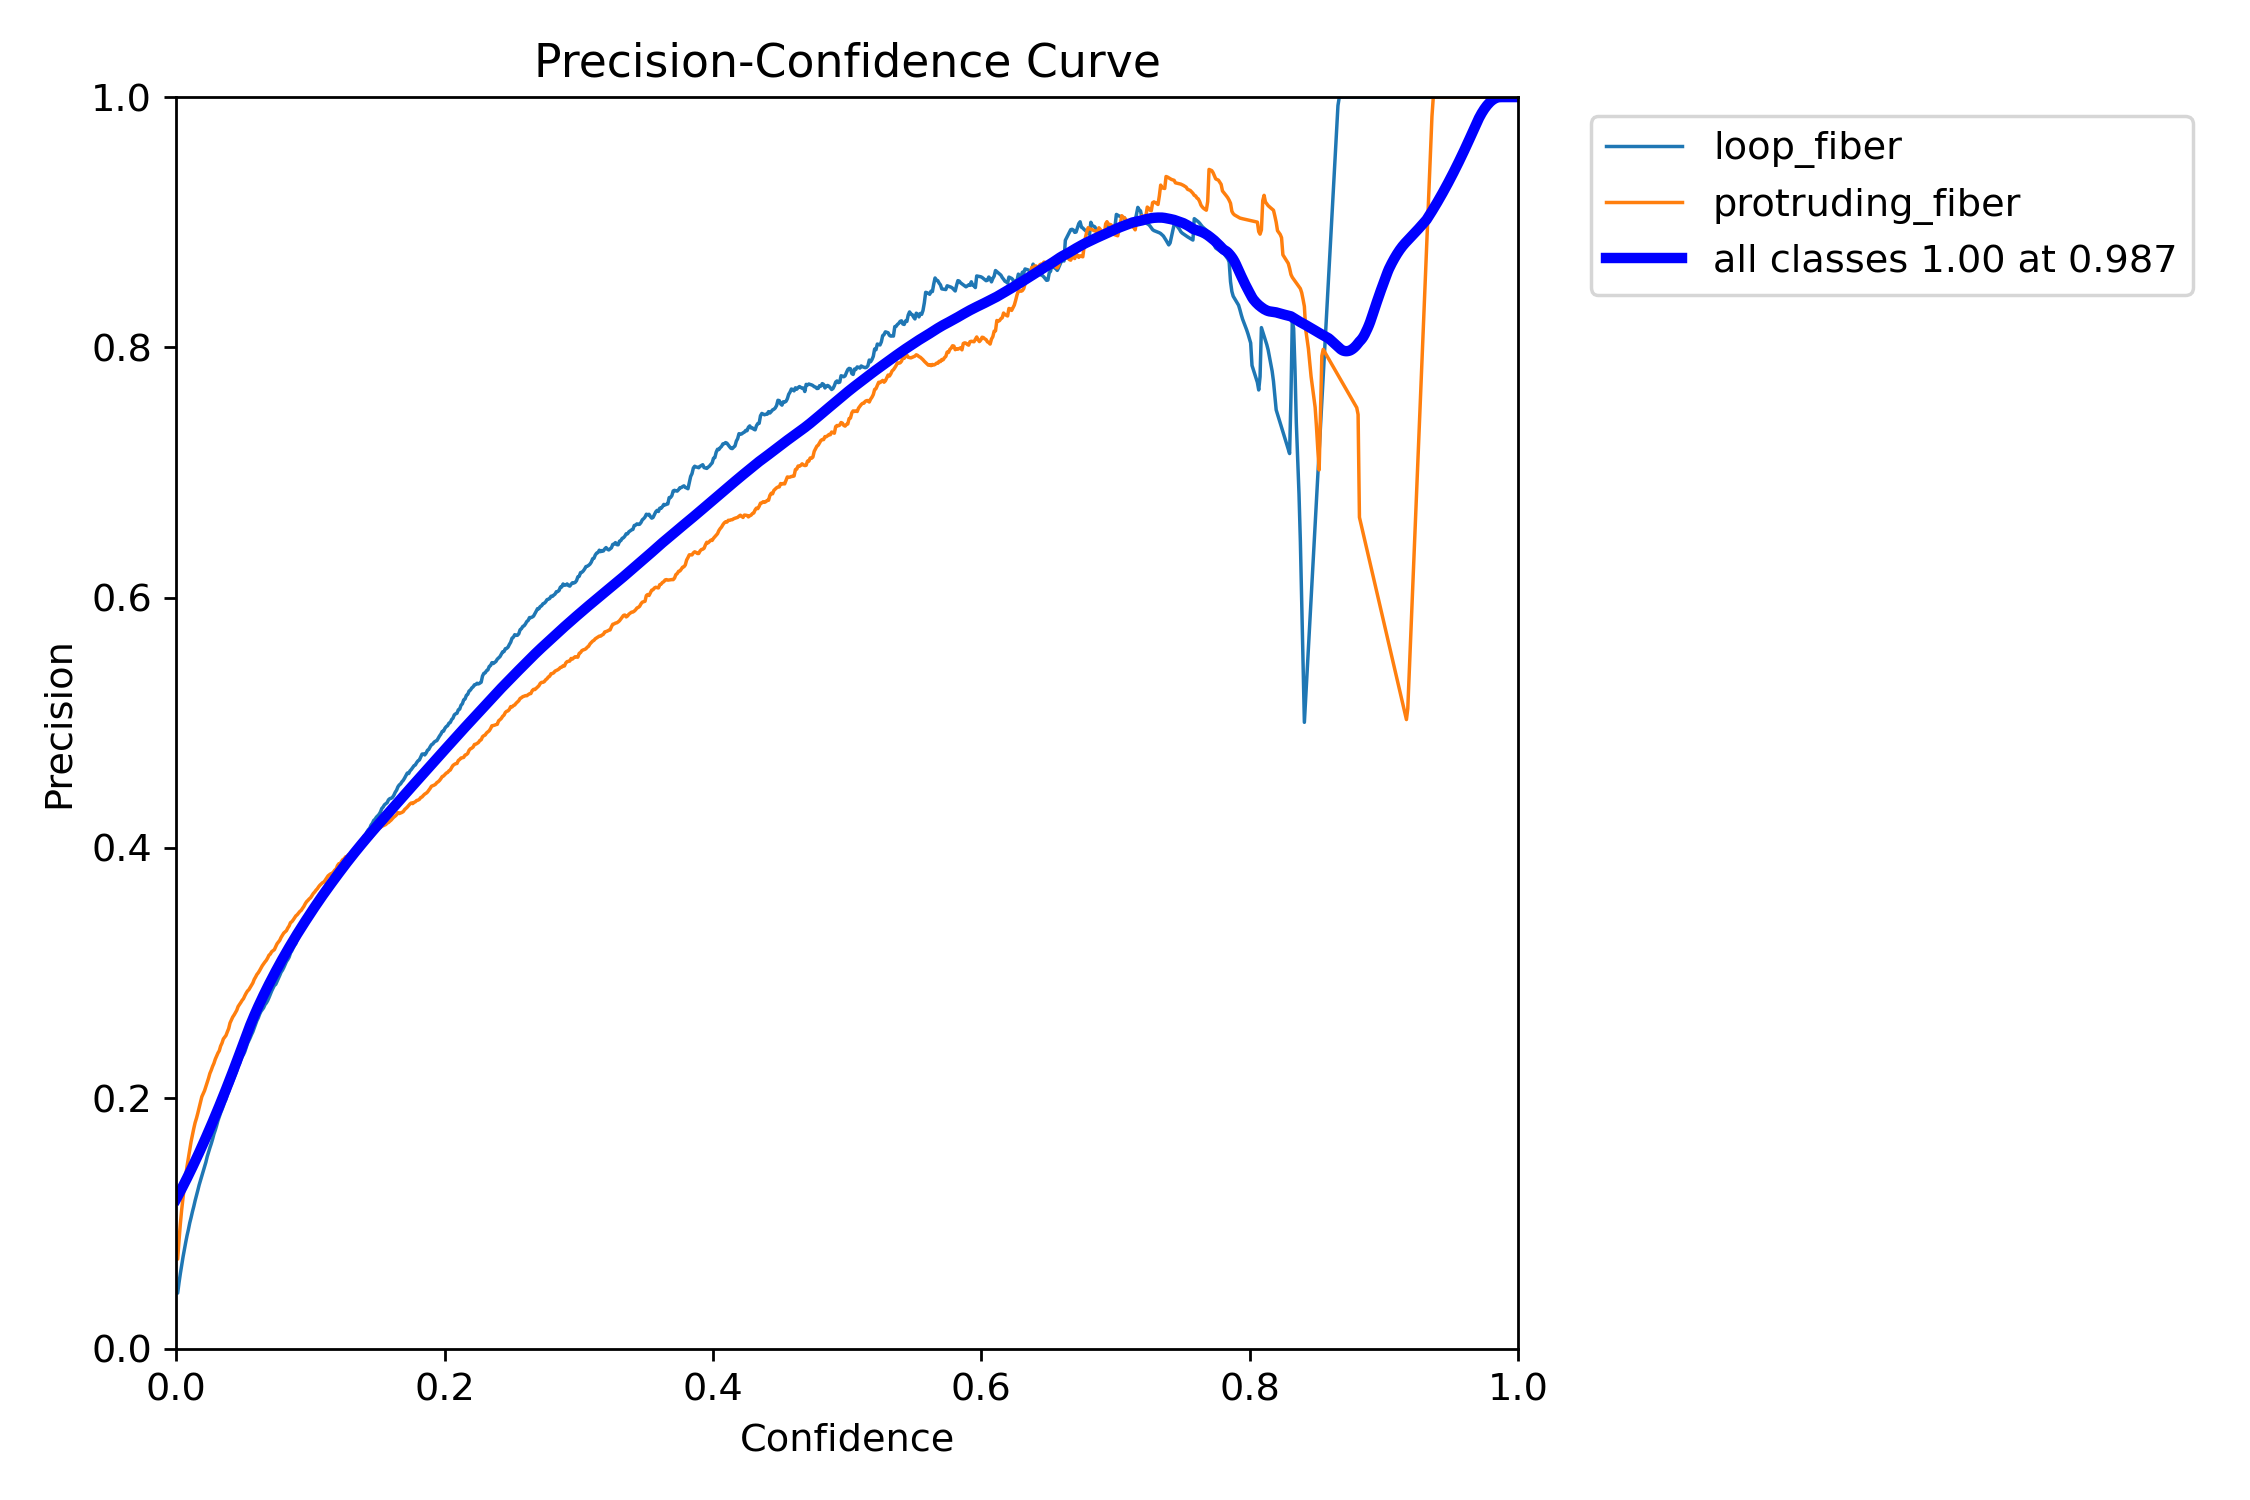 Precision-Confidence Curve
1.0
0.8
0.6
0.4
0.2
0.0
Precision
0.0 0.2 0.4 0.6 0.8 1.0
Confidence
loop_fiber
protruding_fiber
all classes 1.00 at 0.987